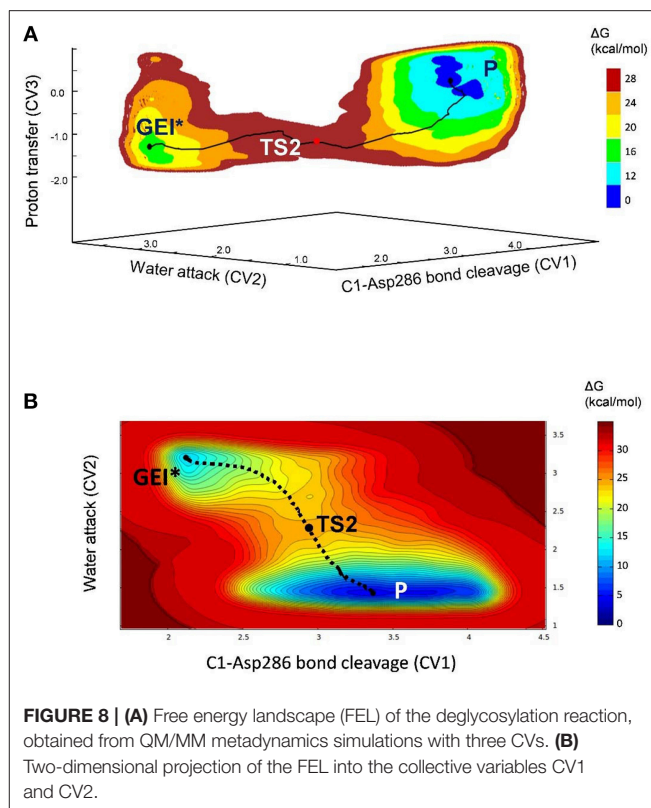 A
ΔG
(kcal/mol)
Proton transfer (CV3)
0.0
-1.0
-2.0
GEI*
TS2
P
28
24
20
16
12
0
3.0
2.0
1.0
3.0
4.0
2.0
Water attack (CV2)
C1-Asp286 bond cleavage (CV1)
B
ΔG
(kcal/mol)
Water attack (CV2)
GEI*
TS2
P
3.5
3
2.5
2
1.5
1
30
25
20
15
10
5
0
2
2.5
3
3.5
4
4.5
C1-Asp286 bond cleavage (CV1)
FIGURE 8 | (A) Free energy landscape (FEL) of the deglycosylation reaction,
obtained from QM/MM metadynamics simulations with three CVs. (B)
Two-dimensional projection of the FEL into the collective variables CV1
and CV2.